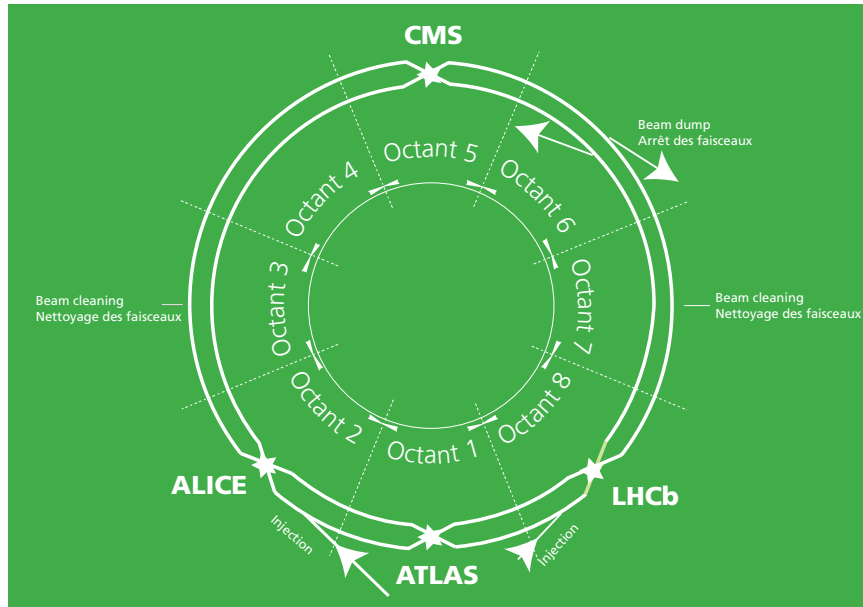 CMS
Beam dump
Arrêt des faisceaux
Octant 5
Octant 4
Octant 6
Octant 3
Octant 7
Beam cleaning
Nettoyage des faisceaux
Beam cleaning
Nettoyage des faisceaux
Octant 2
Octant 8
Octant 1
ALICE
LHCb
Injection
Injection
ATLAS